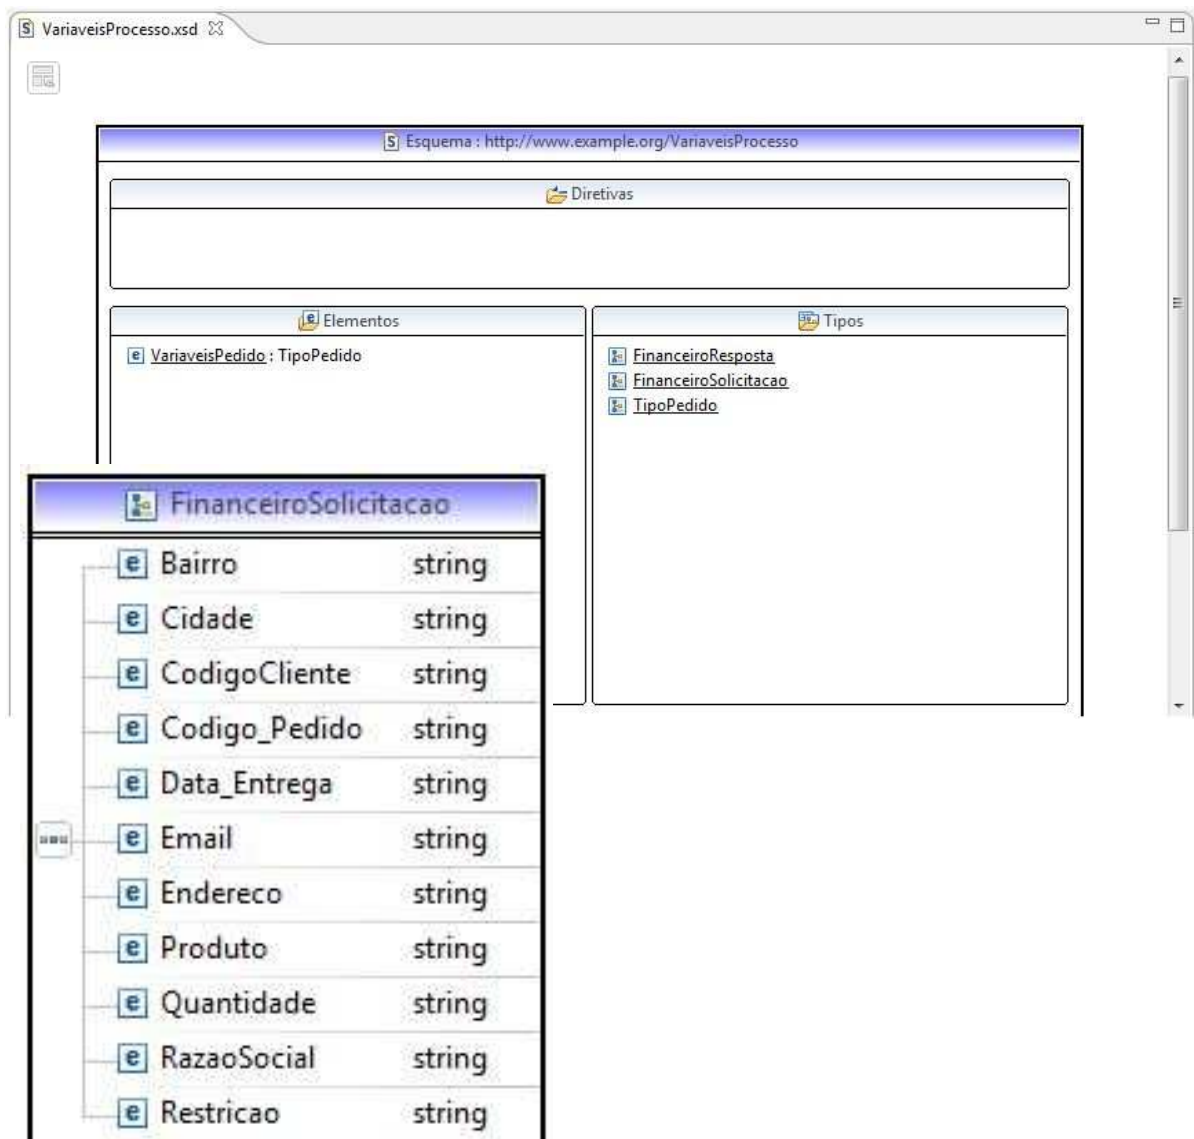 VariaveisProcesso.xsd
Esquema : http://www.example.org/VariaveisProcesso
Diretivas
Elementos
VariaveisPedido : TipoPedido
Tipos
FinanceiroResposta
FinanceiroSolicitacao
TipoPedido
FinanceiroSolicitacao
Bairro string
Cidade string
CodigoCliente string
Codigo_Pedido string
Data_Entrega string
Email string
Endereco string
Produto string
Quantidade string
RazaoSocial string
Restricao string